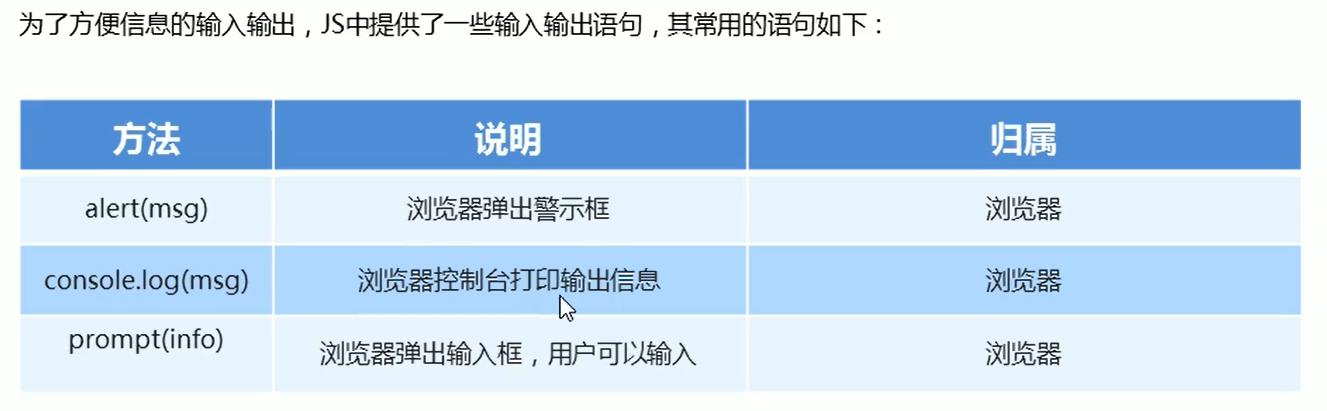 为了方便信息的输入输出，JS中提供了一些输入输出语句，其常用的语句如下：
方法 说明 归属
alert(msg) 浏览器弹出警示框 浏览器
console.log(msg) 浏览器控制台打印输出信息 浏览器
prompt(info) 浏览器弹出输入框，用户可以输入 浏览器